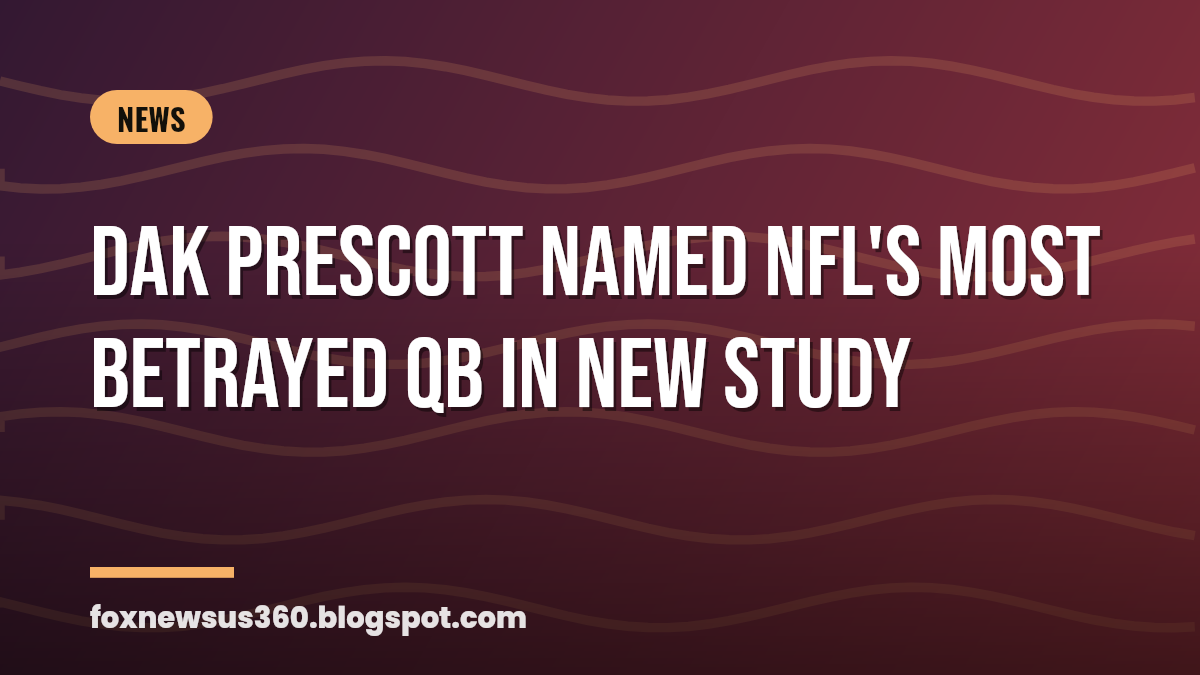 NEWS
DAK PRESCOTT NAMED NFL'S MOST
BETRAYED QB IN NEW STUDY
foxnewsus360.blogspot.com